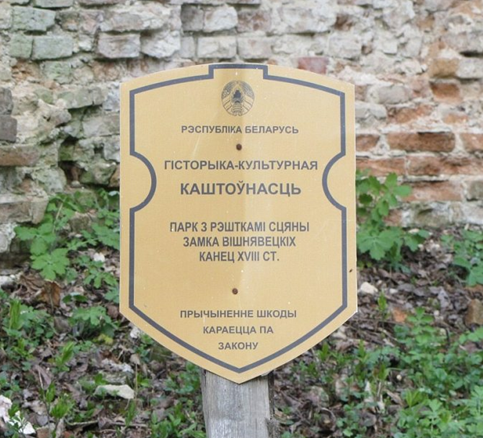 РЭСПУБЛІКА БЕЛАРУСЬ
ГІСТОРЫКА-КУЛЬТУРНАЯ
КАШТОЎНАСЦЬ
ПАРК З РЭШТКАМІ СЦЯНЫ
ЗАМКА ВІШНЯВЕЦКІХ
КАНЕЦ XVIII СТ.
ПРЫЧЫНЕННЕ ШКОДЫ
КАРАЕЦЦА ПА
ЗАКОНУ